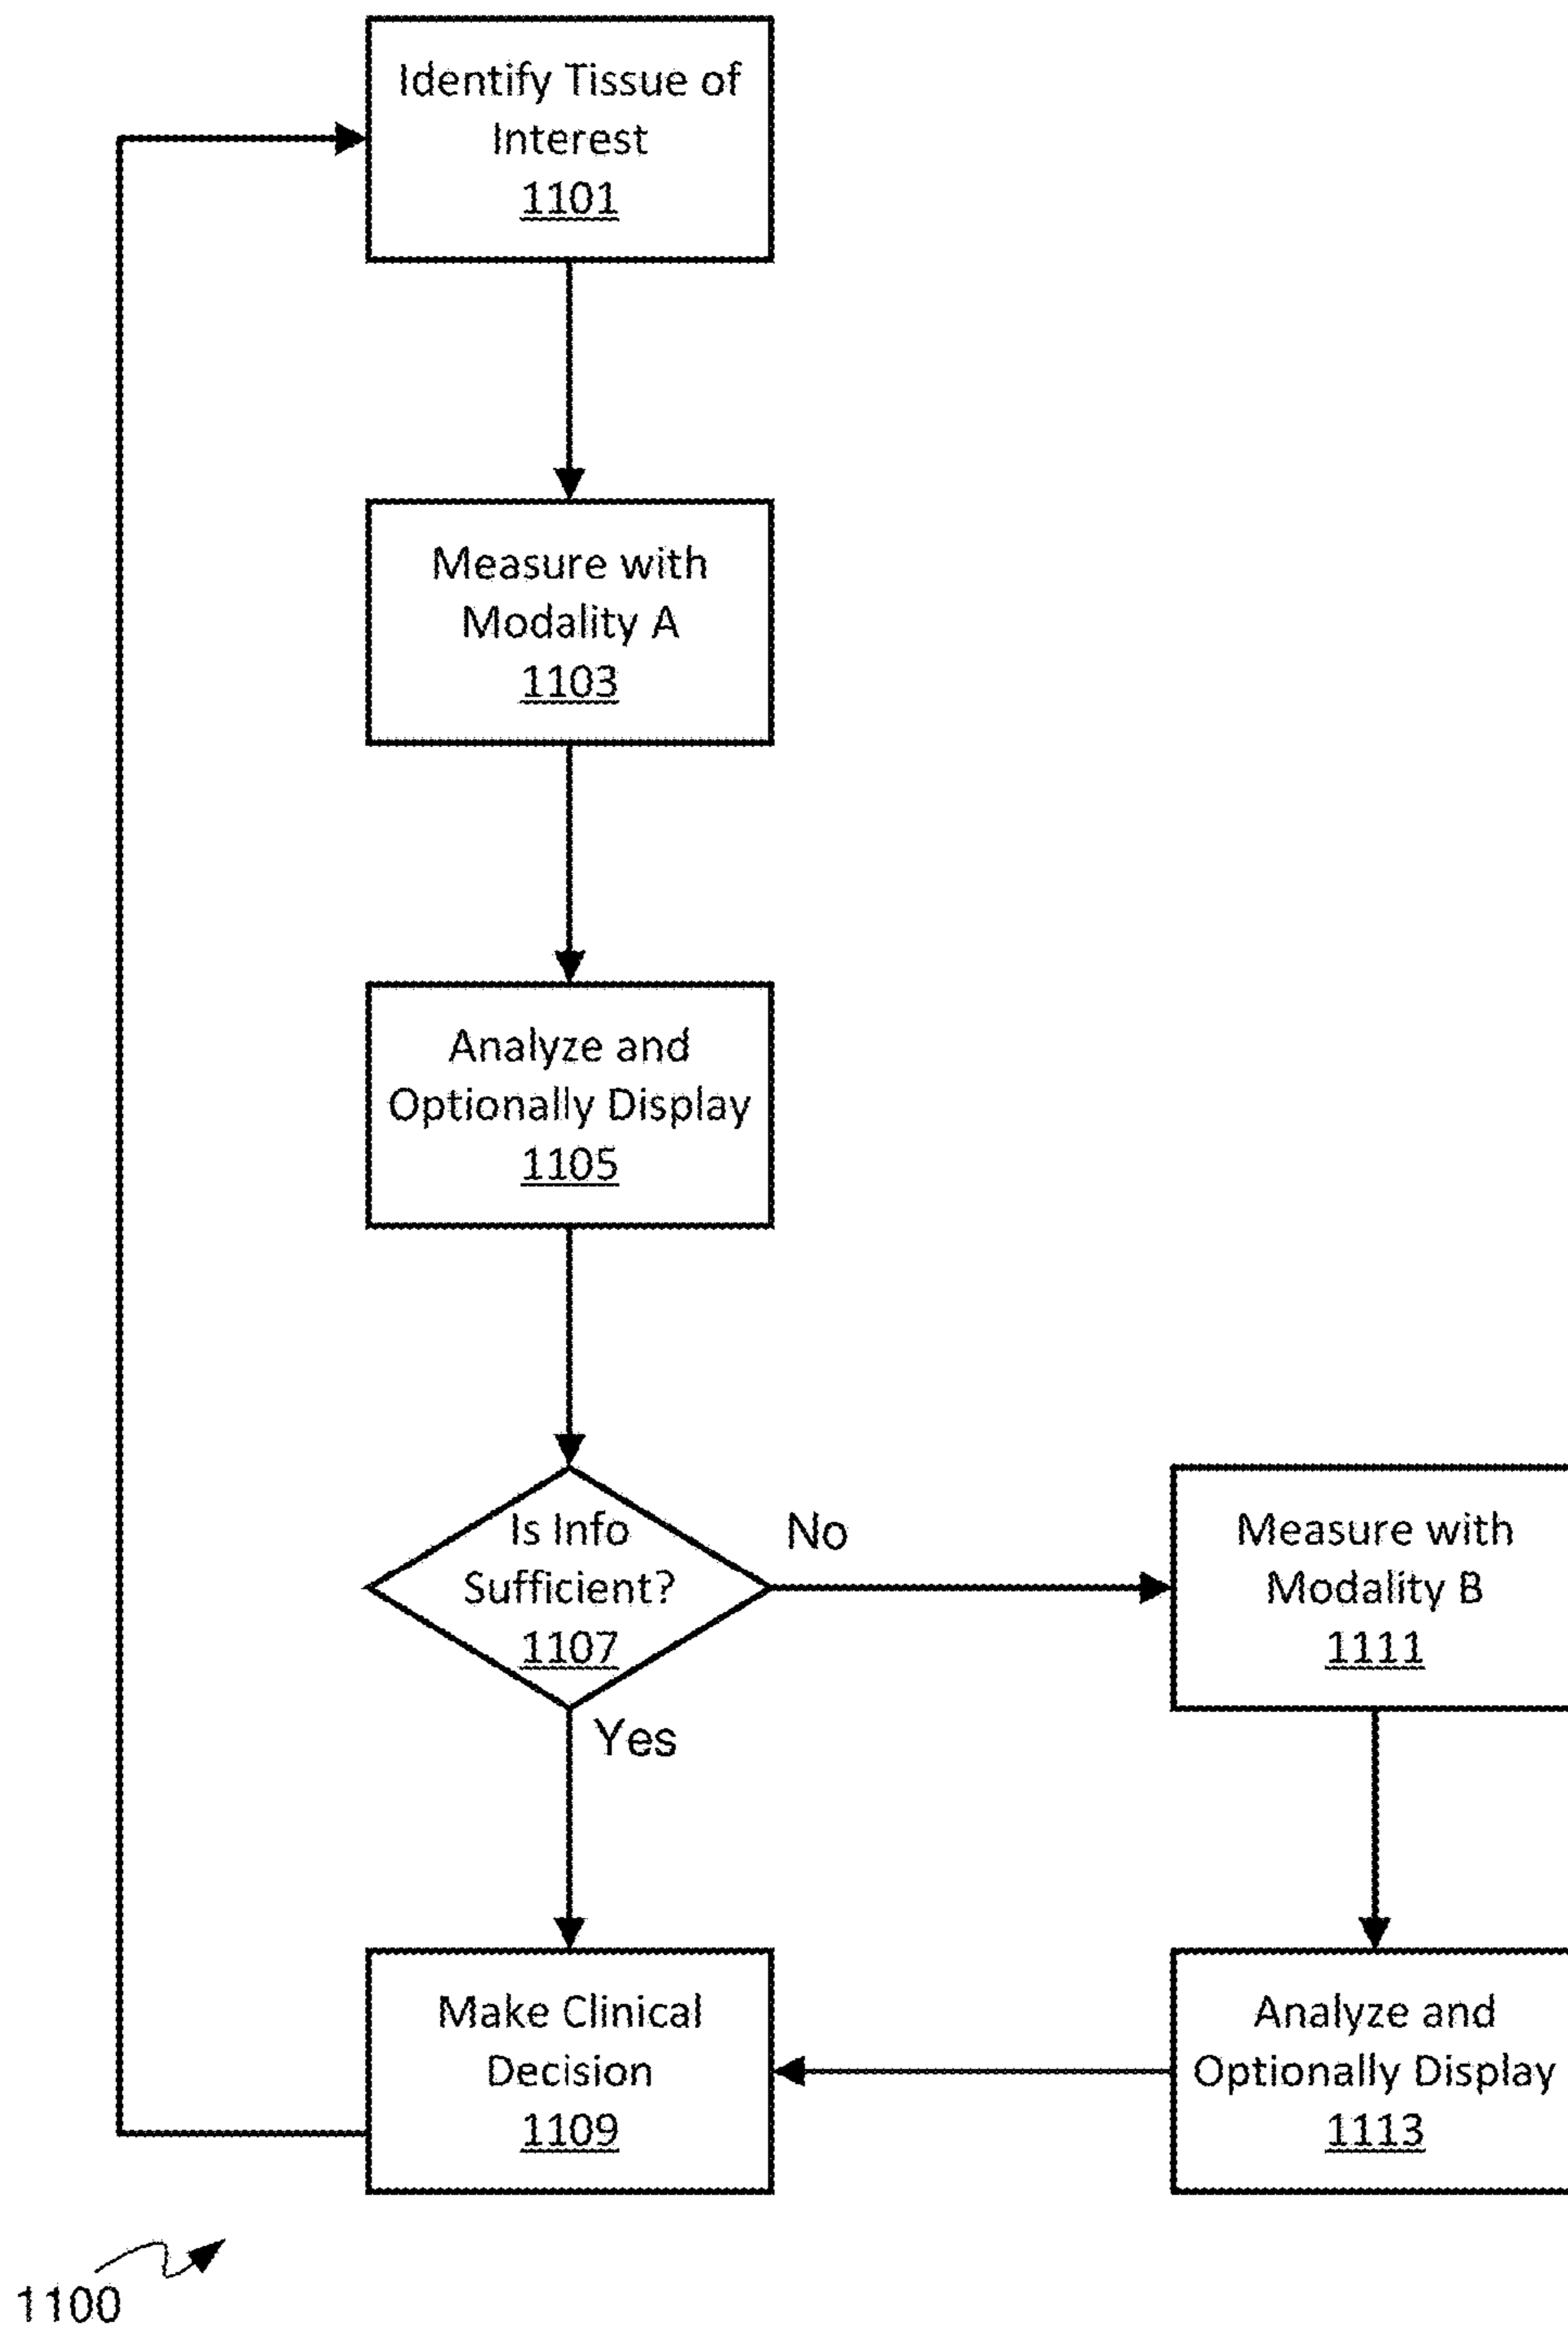 Identify Tissue of
Interest
1101
Measure with
Modality A
1103
Analyze and
Optionally Display
1105
Is Info
Sufficient?
1107
No
Yes
Measure with
Modality B
1111
Make Clinical
Decision
1109
Analyze and
Optionally Display
1113
1100